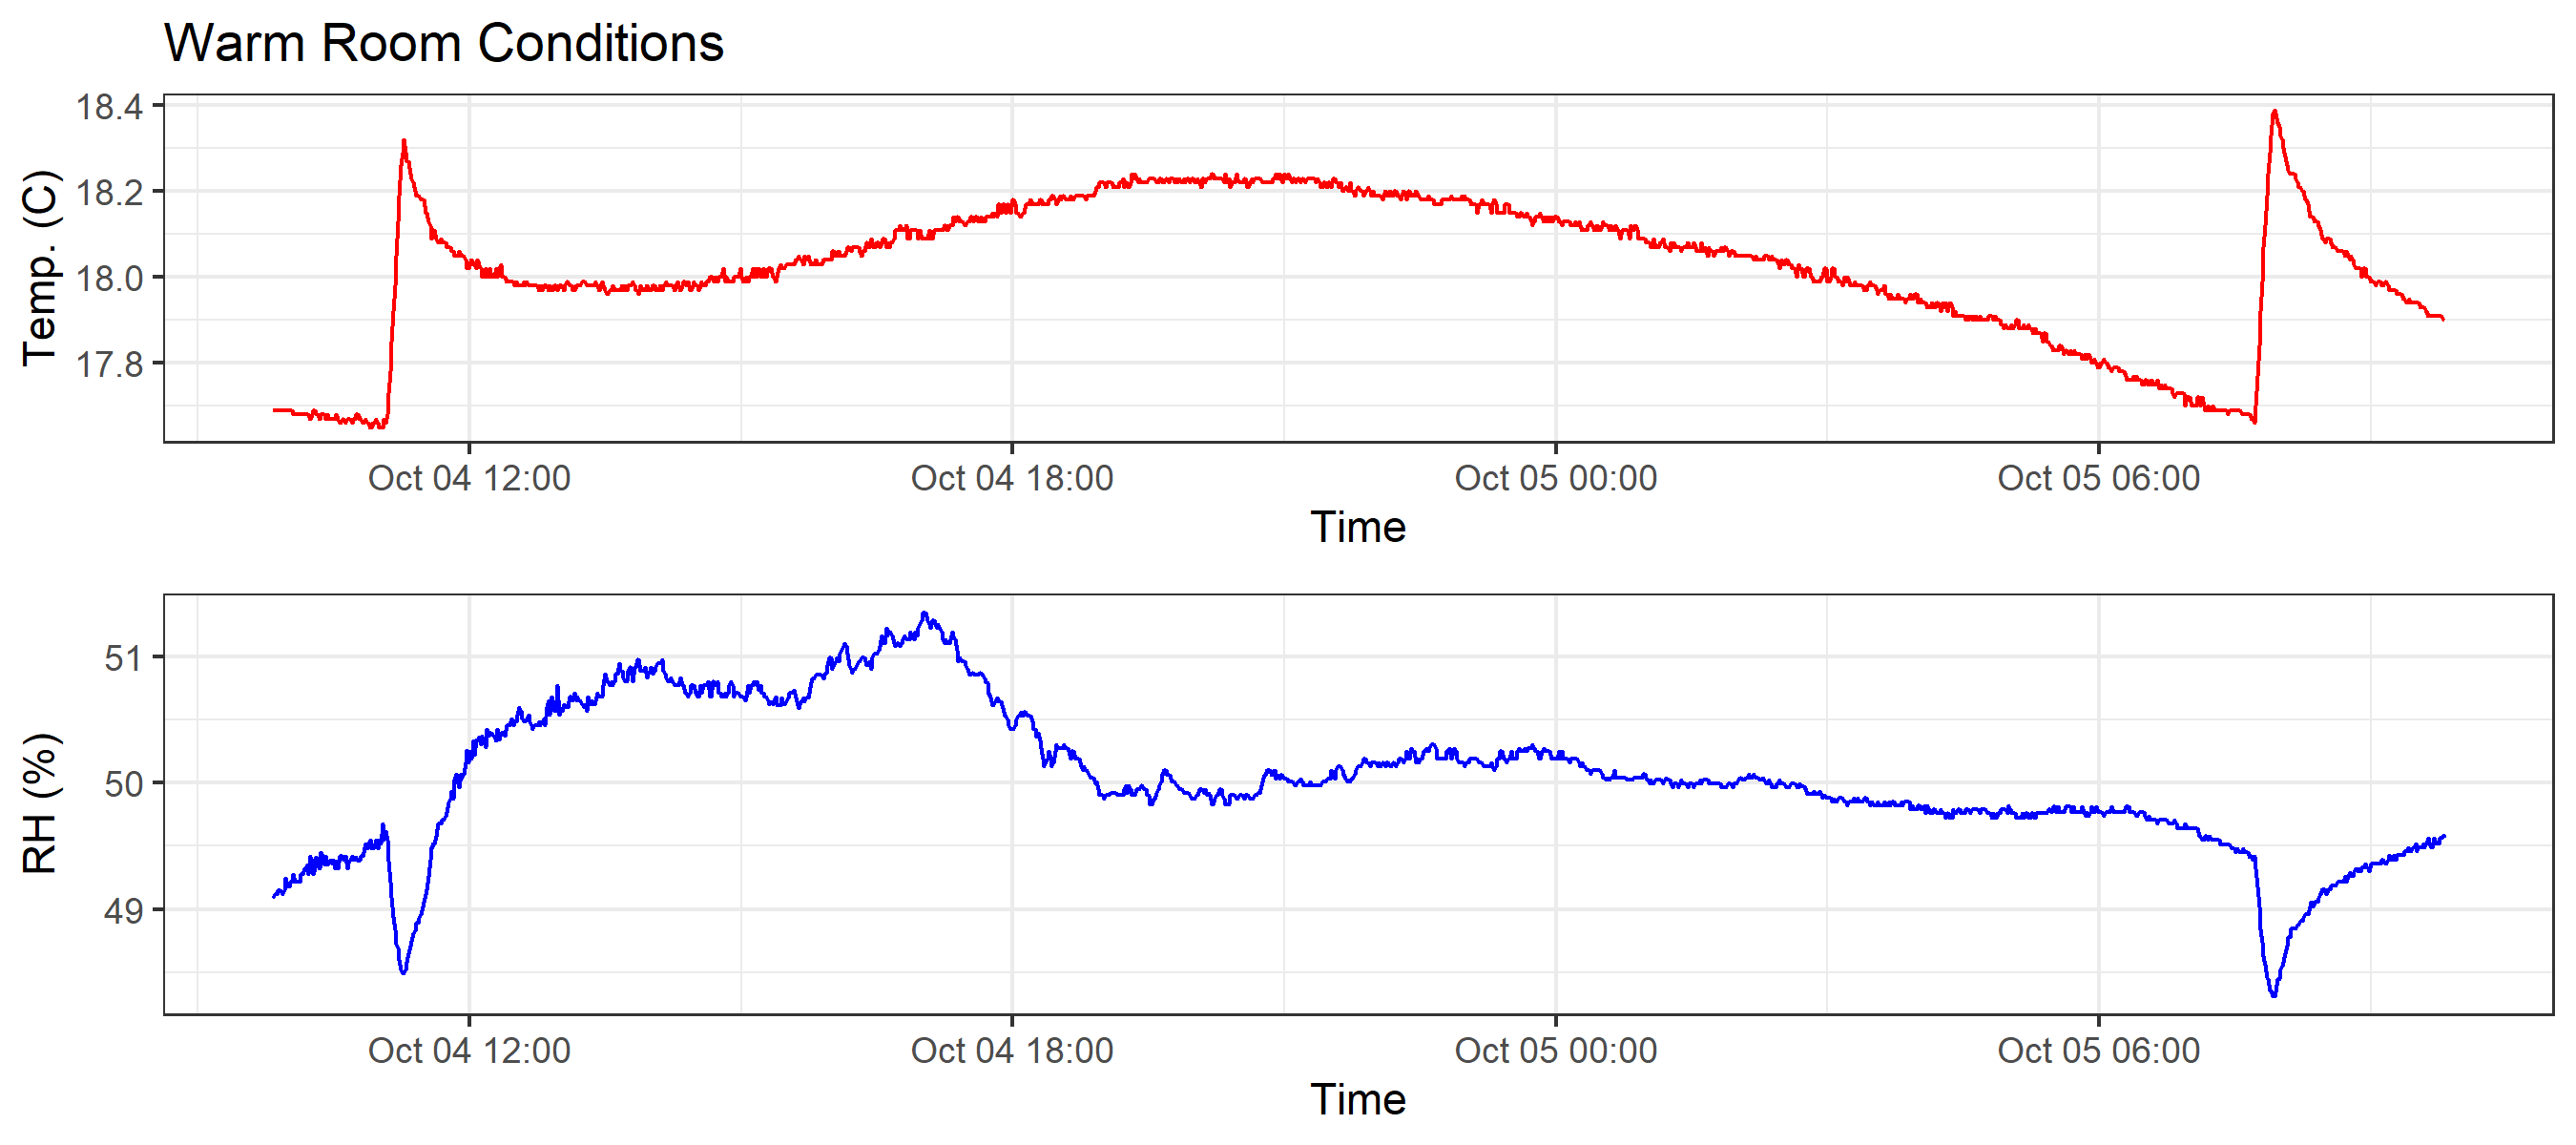 Warm Room Conditions
18.4
18.2
18.0
17.8
Temp. (C)
Oct 04 12:00 Oct 04 18:00 Oct 05 00:00 Oct 05 06:00
Time
51
50
49
RH (%)
Oct 04 12:00 Oct 04 18:00 Oct 05 00:00 Oct 05 06:00
Time